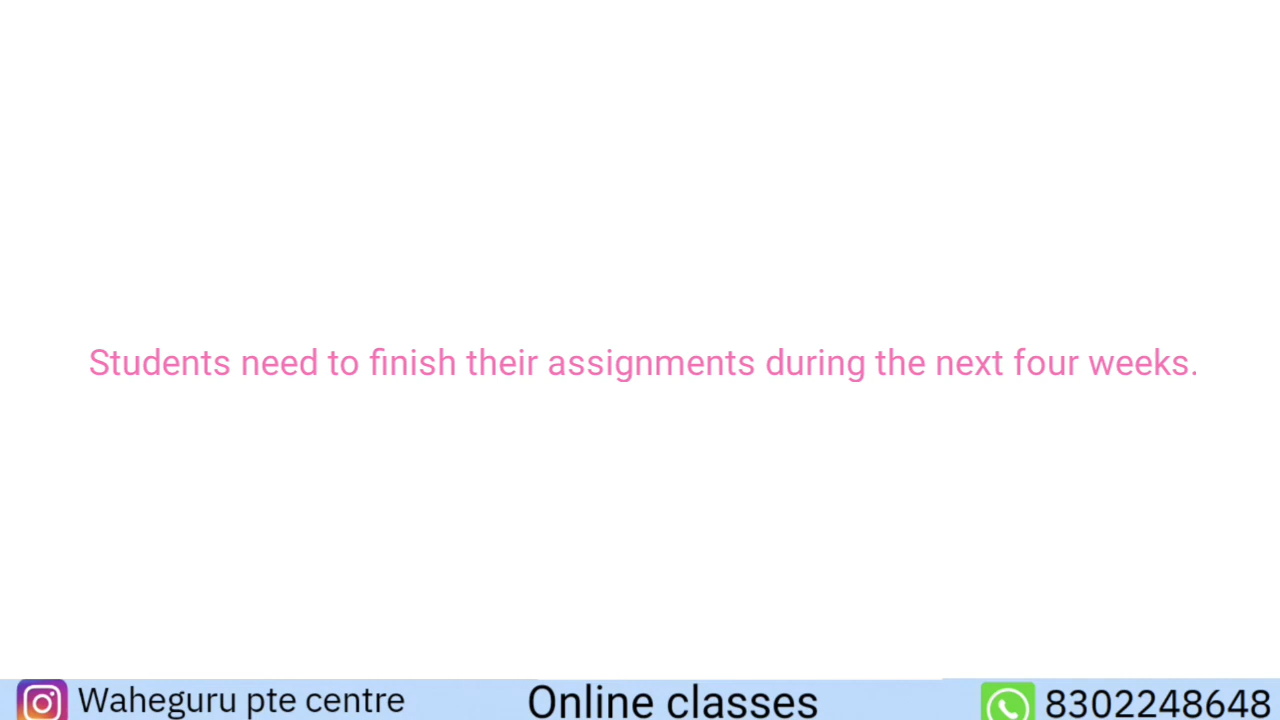 Students need to finish their assignments during the next four weeks.
Waheguru pte centre Online classes 8302248648